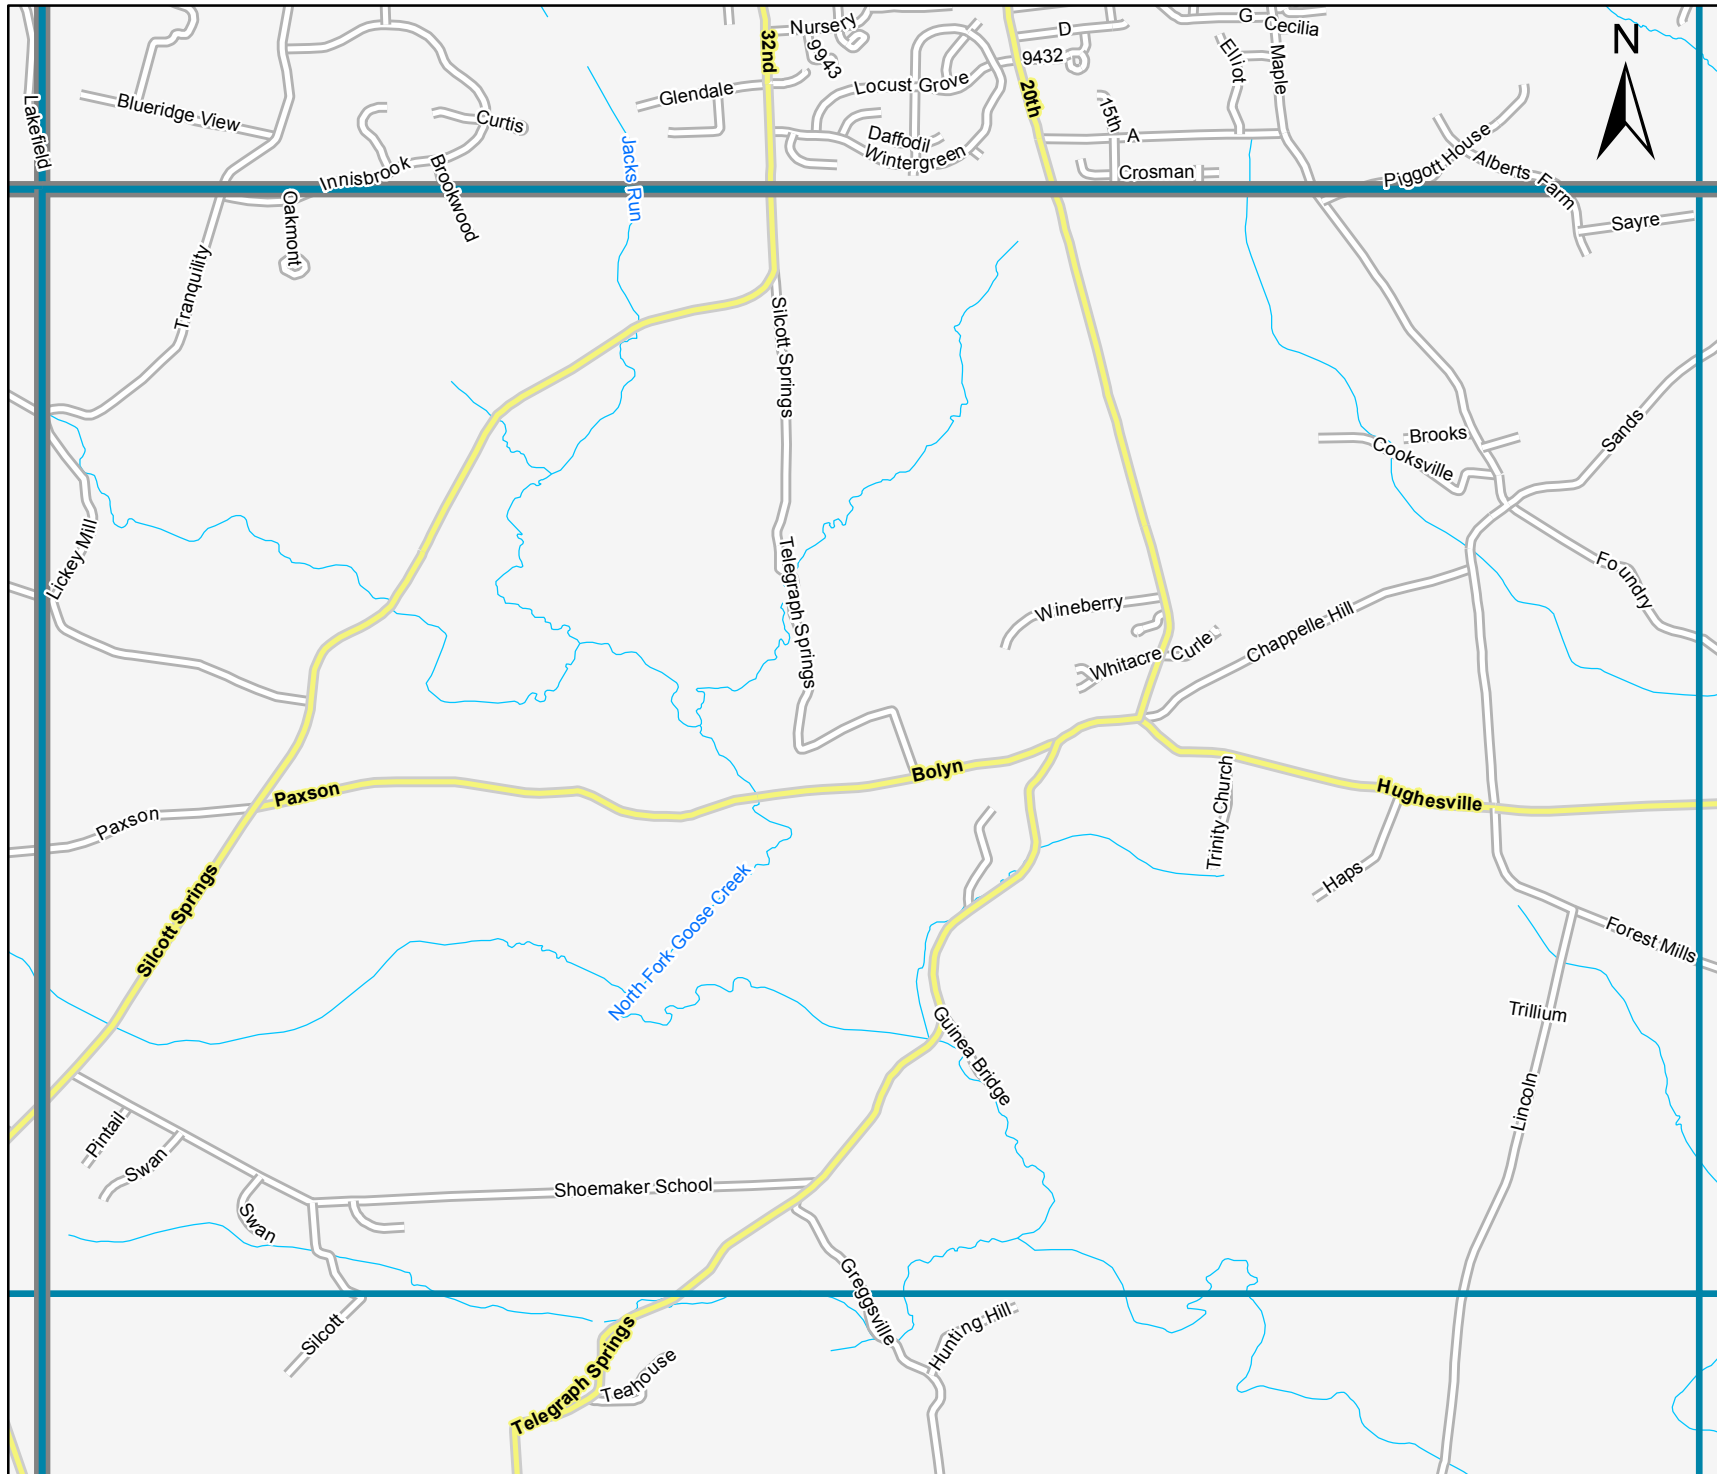 Nursery
G
Cecilia
D
N
32nd
9943
9432
Elliot
Maple
Lakefield
Blueridge View
Glendale
Locust Grove
20th
15th
A
Curtis
Daffodil
Wintergreen
Piggott House
Alberts Farm
Innisbrook
Brookwood
Jacks Run
Crosman
Oakmont
Sayre
Tranquility
Silcott Springs
Sands
Brooks
Cooksville
Lickey Mill
Telegraph Springs
Foundry
Wineberry
Chappelle Hill
Whitacre
Curle
Bolyn
Paxson
Paxson
Trinity Church
Hughesville
Haps
Silcott Springs
North Fork Goose Creek
Forest Mills
Trillium
Guinea Bridge
Lincoln
Pintail
Swan
Shoemaker School
Swan
Greggsville
Silcott
Hunting Hill
Telegraph Springs
Teahouse